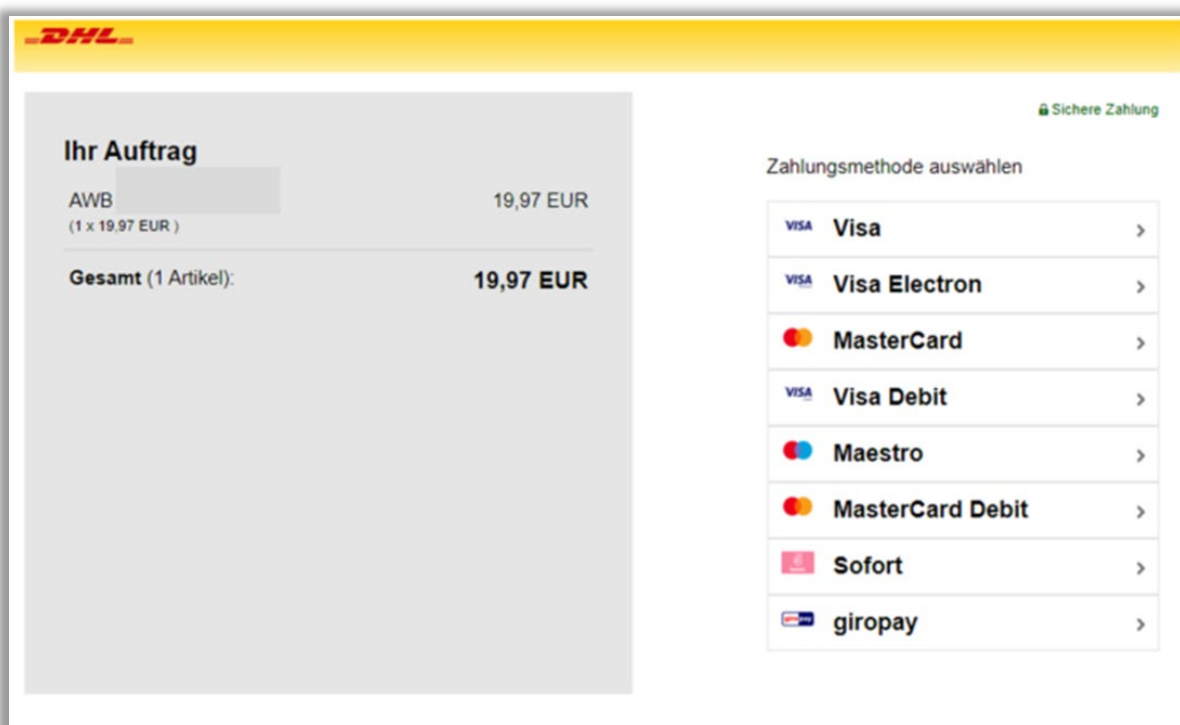 DHL
Sichere Zahlung
Ihr Auftrag
AWB 19,97 EUR
(1 x 19,97 EUR )
Gesamt (1 Artikel): 19,97 EUR
Zahlungsmethode auswählen
VISA Visa
VISA Visa Electron
MasterCard
VISA Visa Debit
Maestro
MasterCard Debit
Sofort
giropay